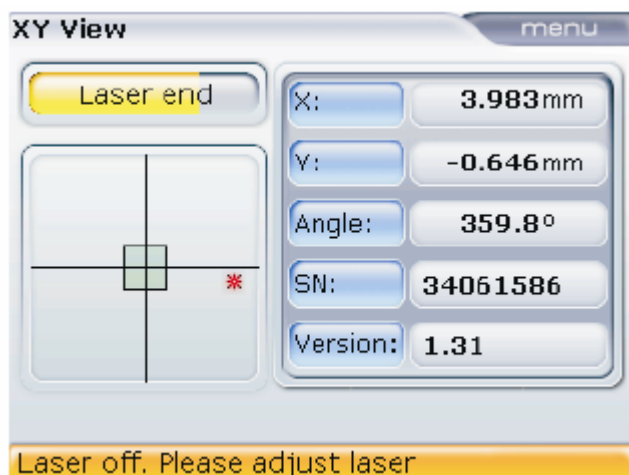 XY View
menu
Laser end
X: 3.983mm
Y: -0.646mm
Angle: 359.8º
SN: 34061586
Version: 1.31
Laser off. Please adjust laser